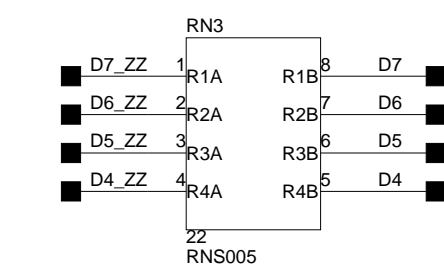 RN3
D7_ZZ 1 R1A R1B 8 D7
D6_ZZ 2 R2A R2B 7 D6
D5_ZZ 3 R3A R3B 6 D5
D4_ZZ 4 R4A R4B 5 D4
22
RNS005